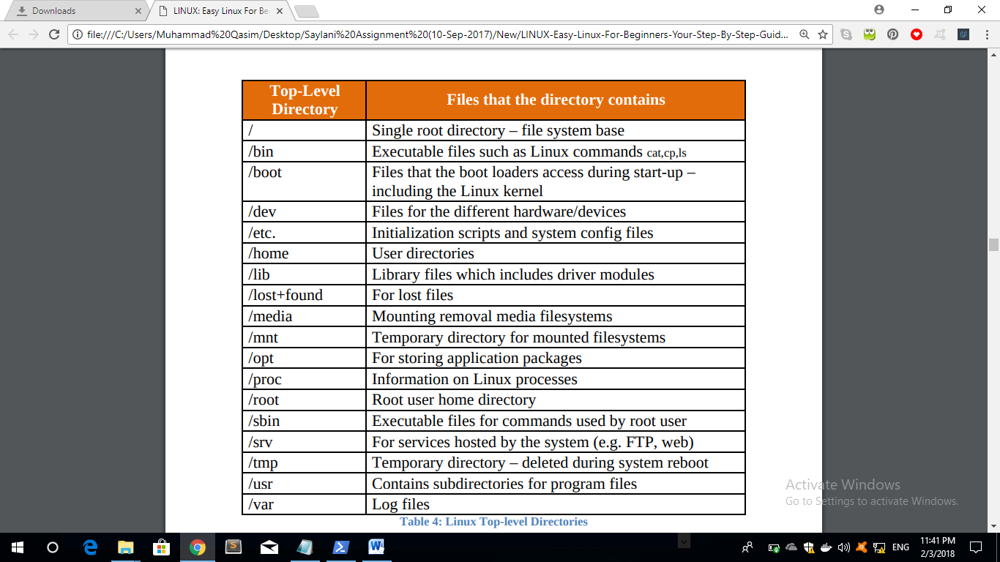 Downloads
LINUX: Easy Linux For Be
file:///C:/Users/Muhammad%20Qasim/Desktop/Saylani%20Assignment%20(10-Sep-2017)/New/LINUX-Easy-Linux-For-Beginners-Your-Step-By-Step-Guid...
Top-Level Directory Files that the directory contains
/ Single root directory – file system base
/bin Executable files such as Linux commands cat,cp,ls
/boot Files that the boot loaders access during start-up –
including the Linux kernel
/dev Files for the different hardware/devices
/etc. Initialization scripts and system config files
/home User directories
/lib Library files which includes driver modules
/lost+found For lost files
/media Mounting removal media filesystems
/mnt Temporary directory for mounted filesystems
/opt For storing application packages
/proc Information on Linux processes
/root Root user home directory
/sbin Executable files for commands used by root user
/srv For services hosted by the system (e.g. FTP, web)
/tmp Temporary directory – deleted during system reboot
/usr Contains subdirectories for program files
/var Log files
Table 4: Linux Top-level Directories
Activate Windows
Go to Settings to activate Windows.
ENG
11:41 PM
2/3/2018